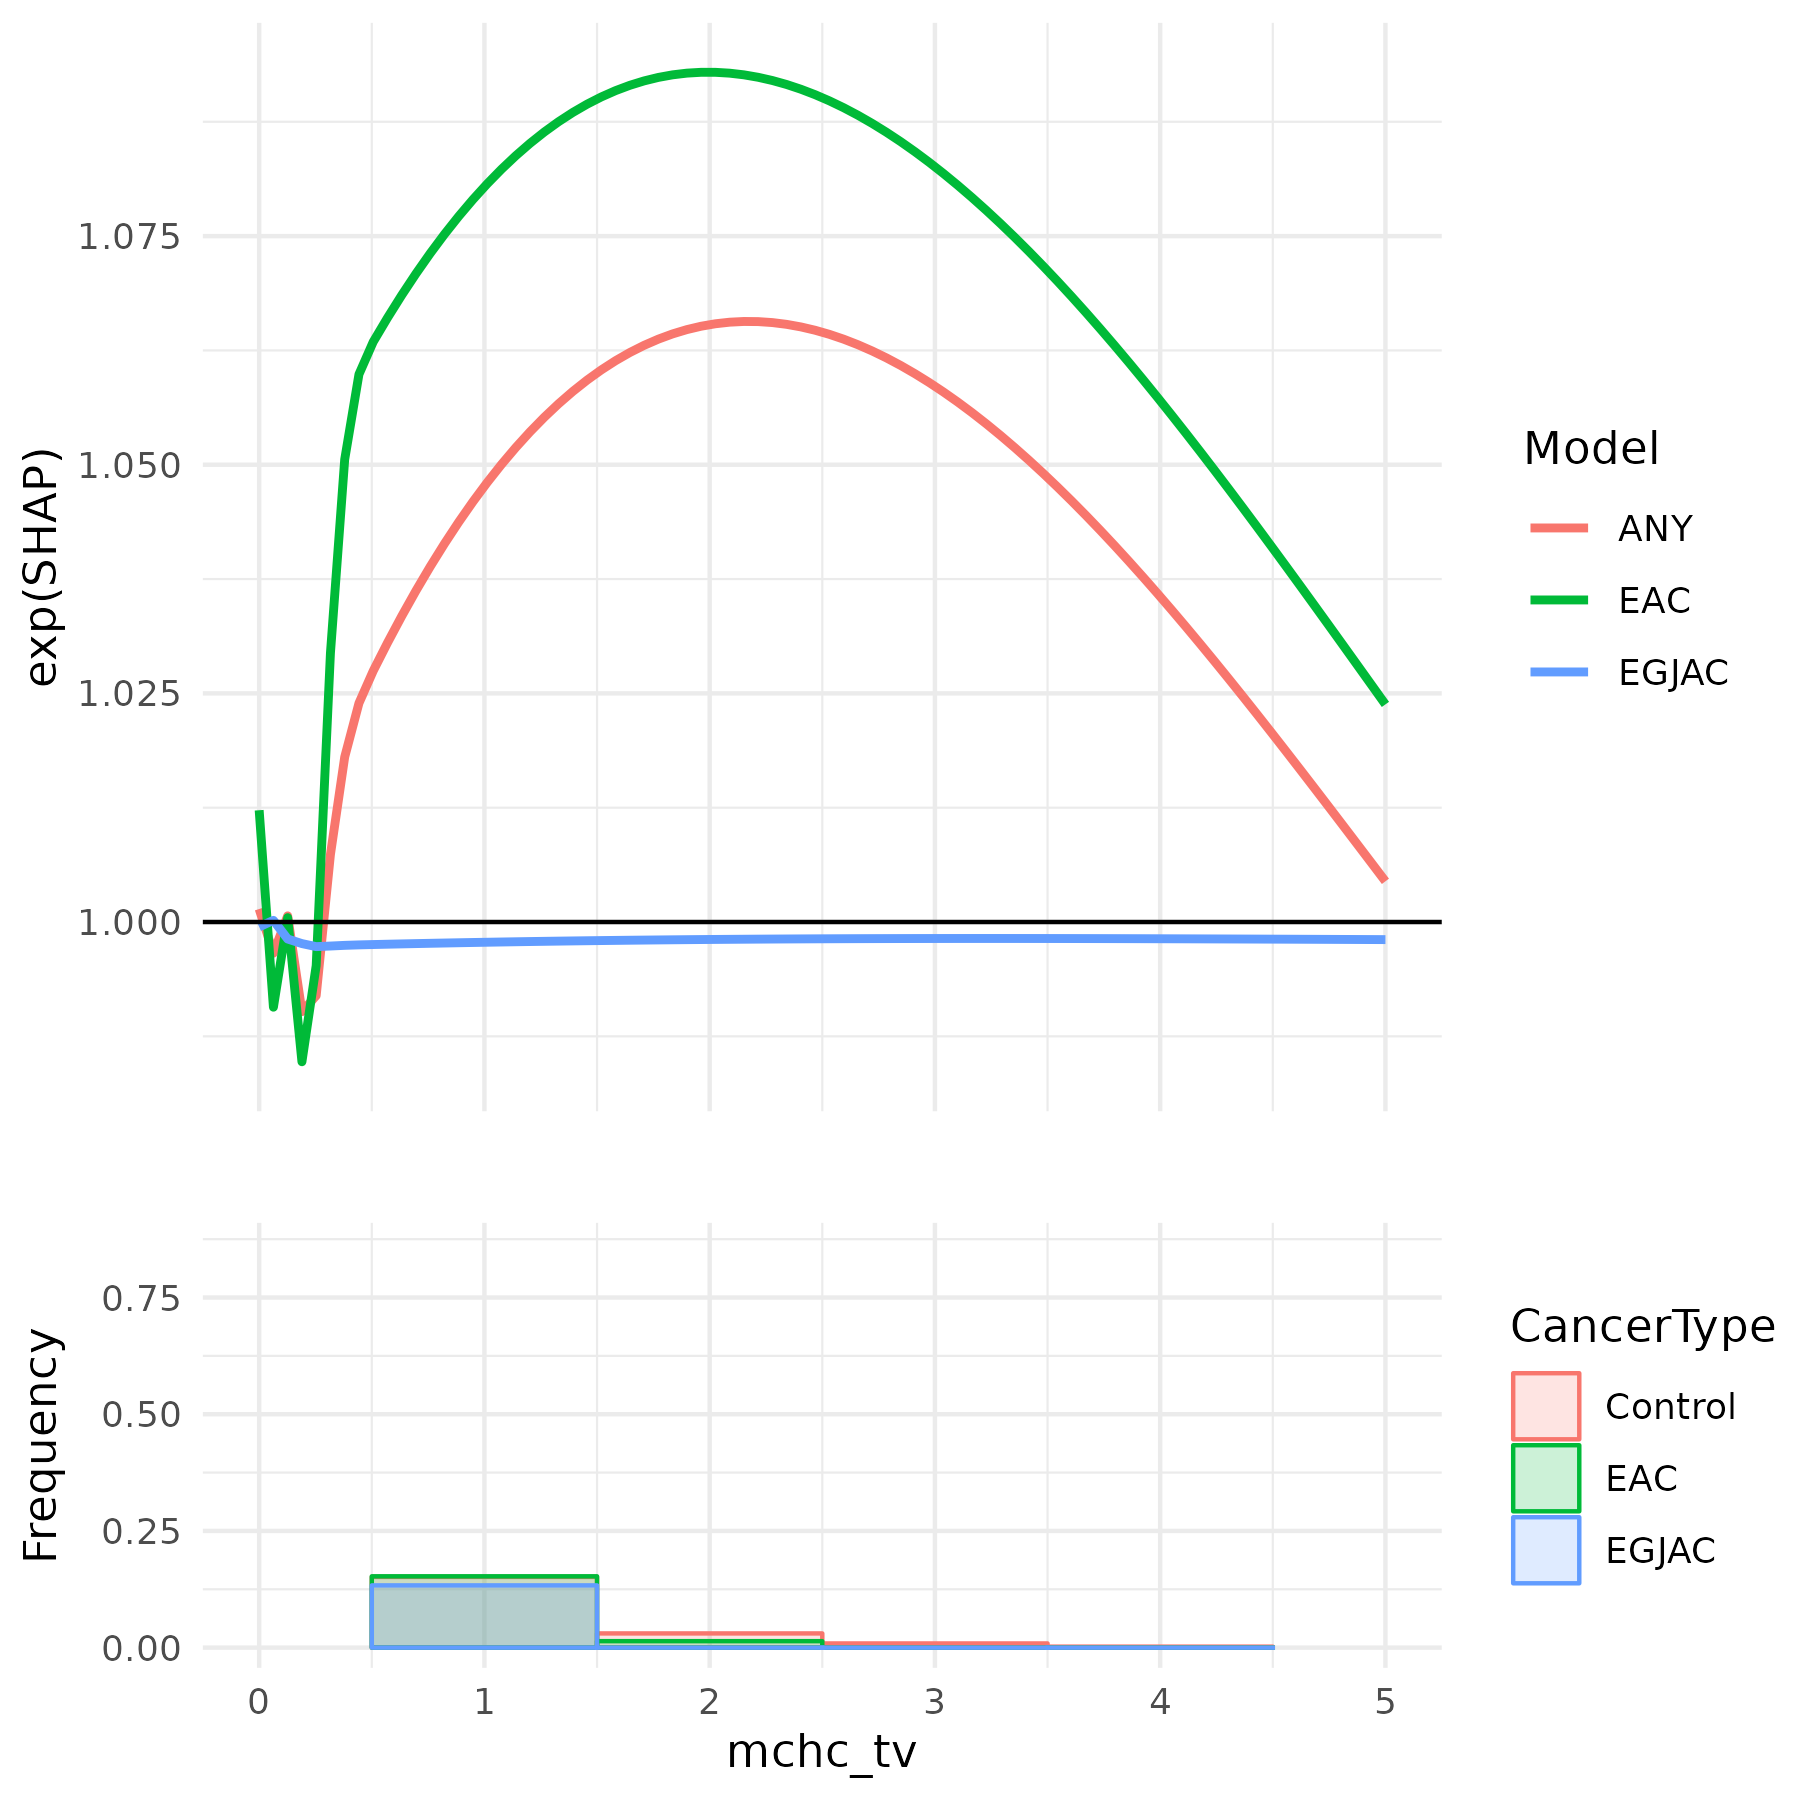 exp(SHAP)
1.075
1.050
1.025
1.000
Model
ANY
EAC
EGJAC
Frequency
0.75
0.50
0.25
0.00
0 1 2 3 4 5
mchc_tv
CancerType
Control
EAC
EGJAC